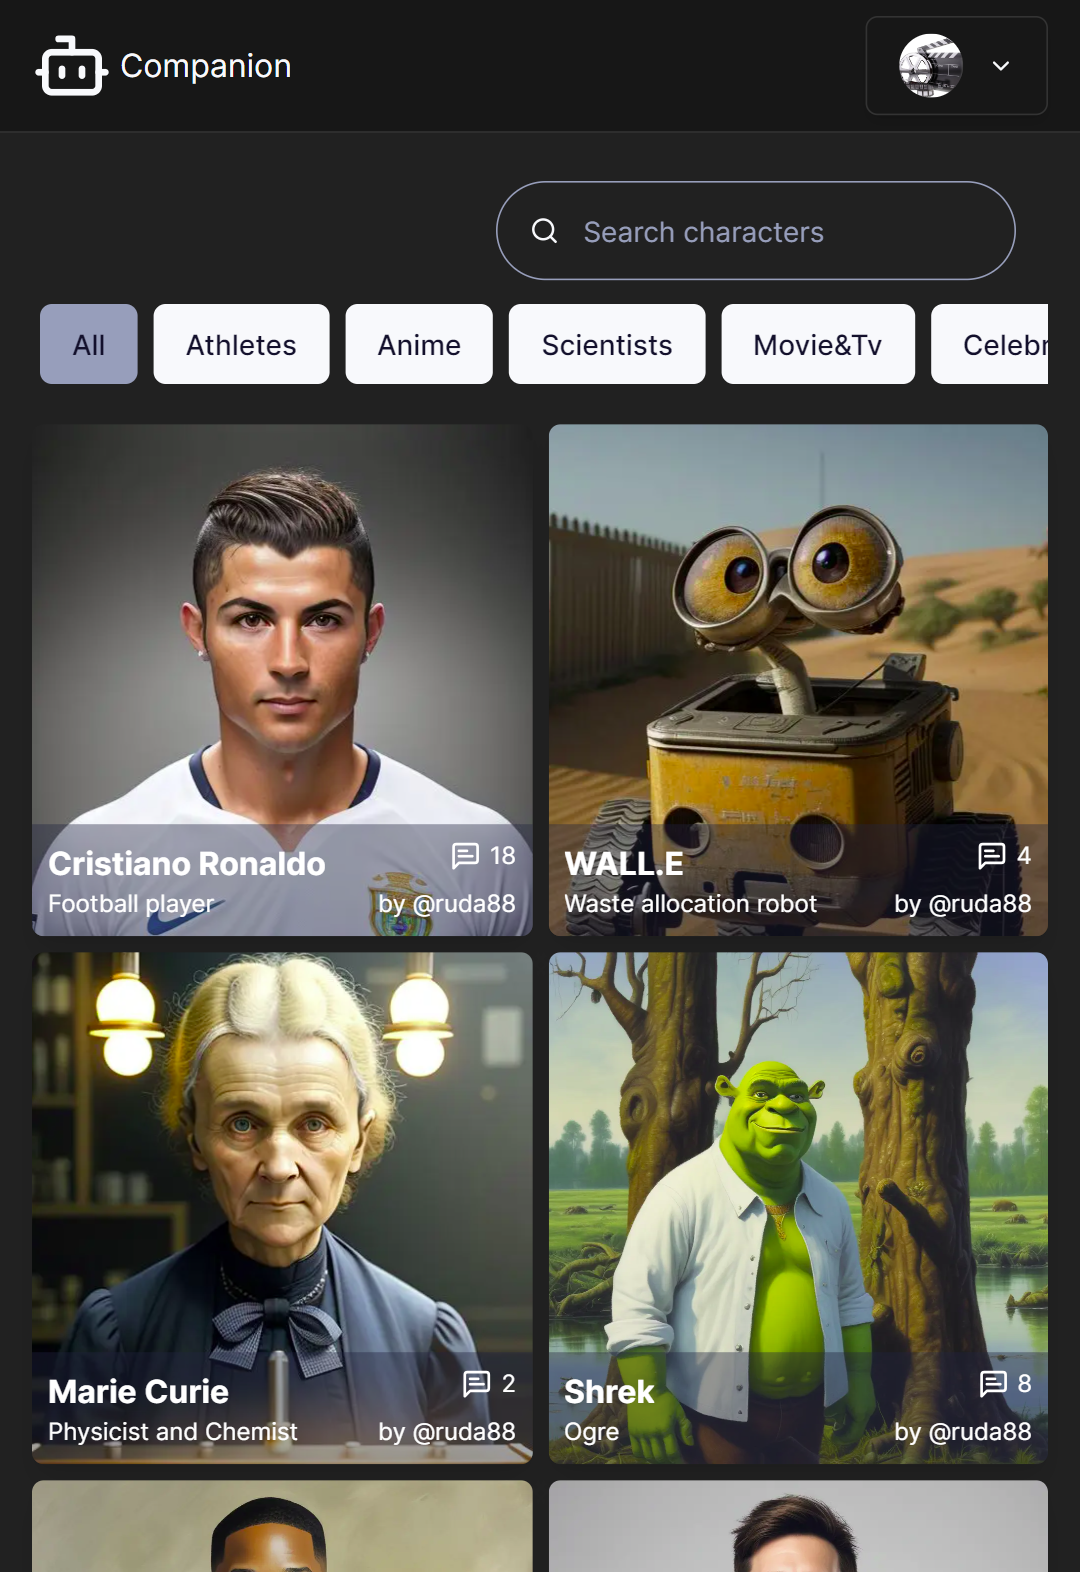 Companion
Search characters
All
Athletes
Anime
Scientists
Movie&Tv
Celebr
Cristiano Ronaldo
18
Football player
by @ruda88
WALL.E
4
Waste allocation robot
by @ruda88
Marie Curie
2
Physicist and Chemist
by @ruda88
Shrek
8
Ogre
by @ruda88